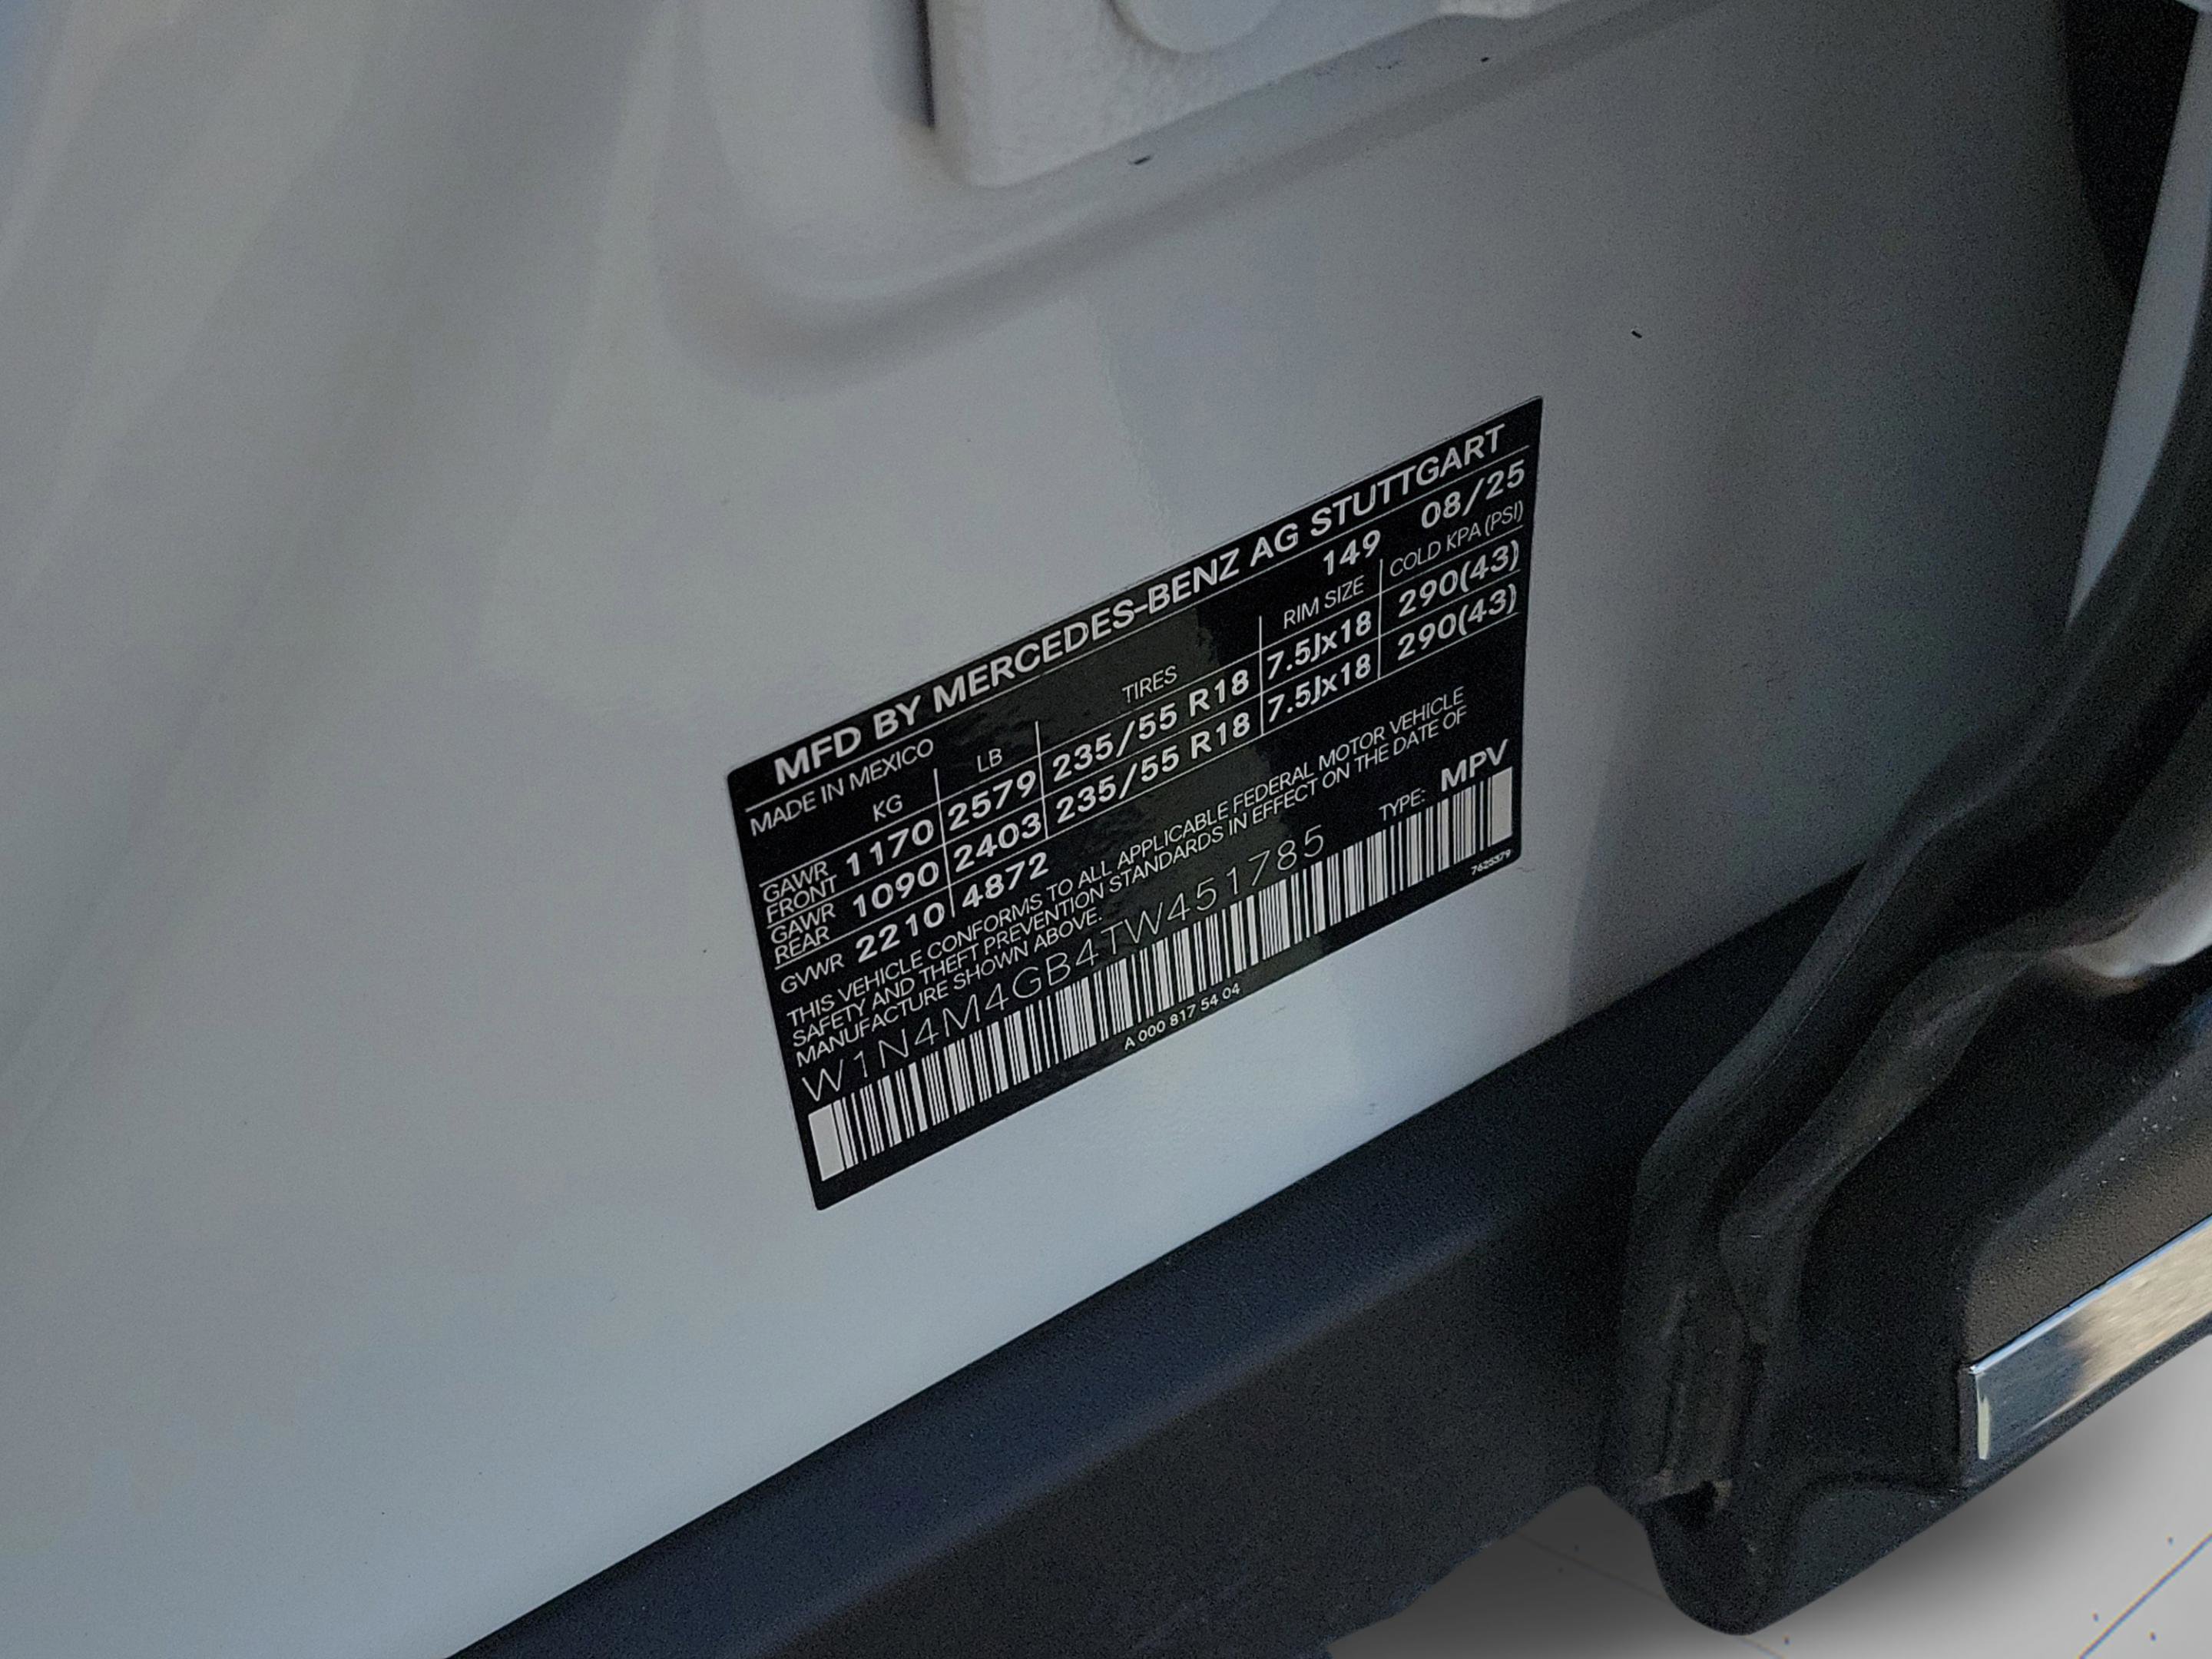 MFD BY MERCEDES-BENZ AG STUTTGART
MADE IN MEXICO 149 08/25
KG LB TIRES RIM SIZE COLD KPA (PSI)
GAWR FRONT 1170 2579 235/55 R18 7.5Jx18 290(43)
GAWR REAR 1090 2403 235/55 R18 7.5Jx18 290(43)
GVWR 2210 4872
THIS VEHICLE CONFORMS TO ALL APPLICABLE FEDERAL MOTOR VEHICLE
SAFETY AND THEFT PREVENTION STANDARDS IN EFFECT ON THE DATE OF
MANUFACTURE SHOWN ABOVE.
W1N4M4GB4TW451785 TYPE: MPV
A 000 817 54 04 7625379